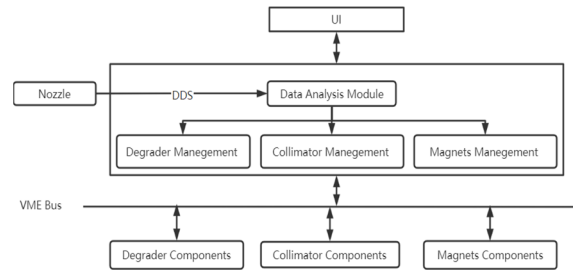 UI
Nozzle
DDS
Data Analysis Module
Degrader Manegement
Collimator Manegement
Magnets Manegement
VME Bus
Degrader Components
Collimator Components
Magnets Components